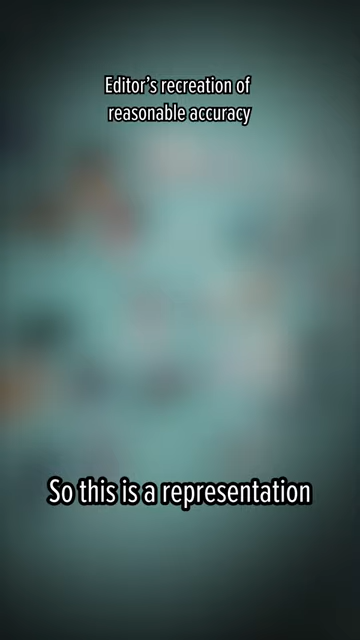 Editor’s recreation of
reasonable accuracy
So this is a representation